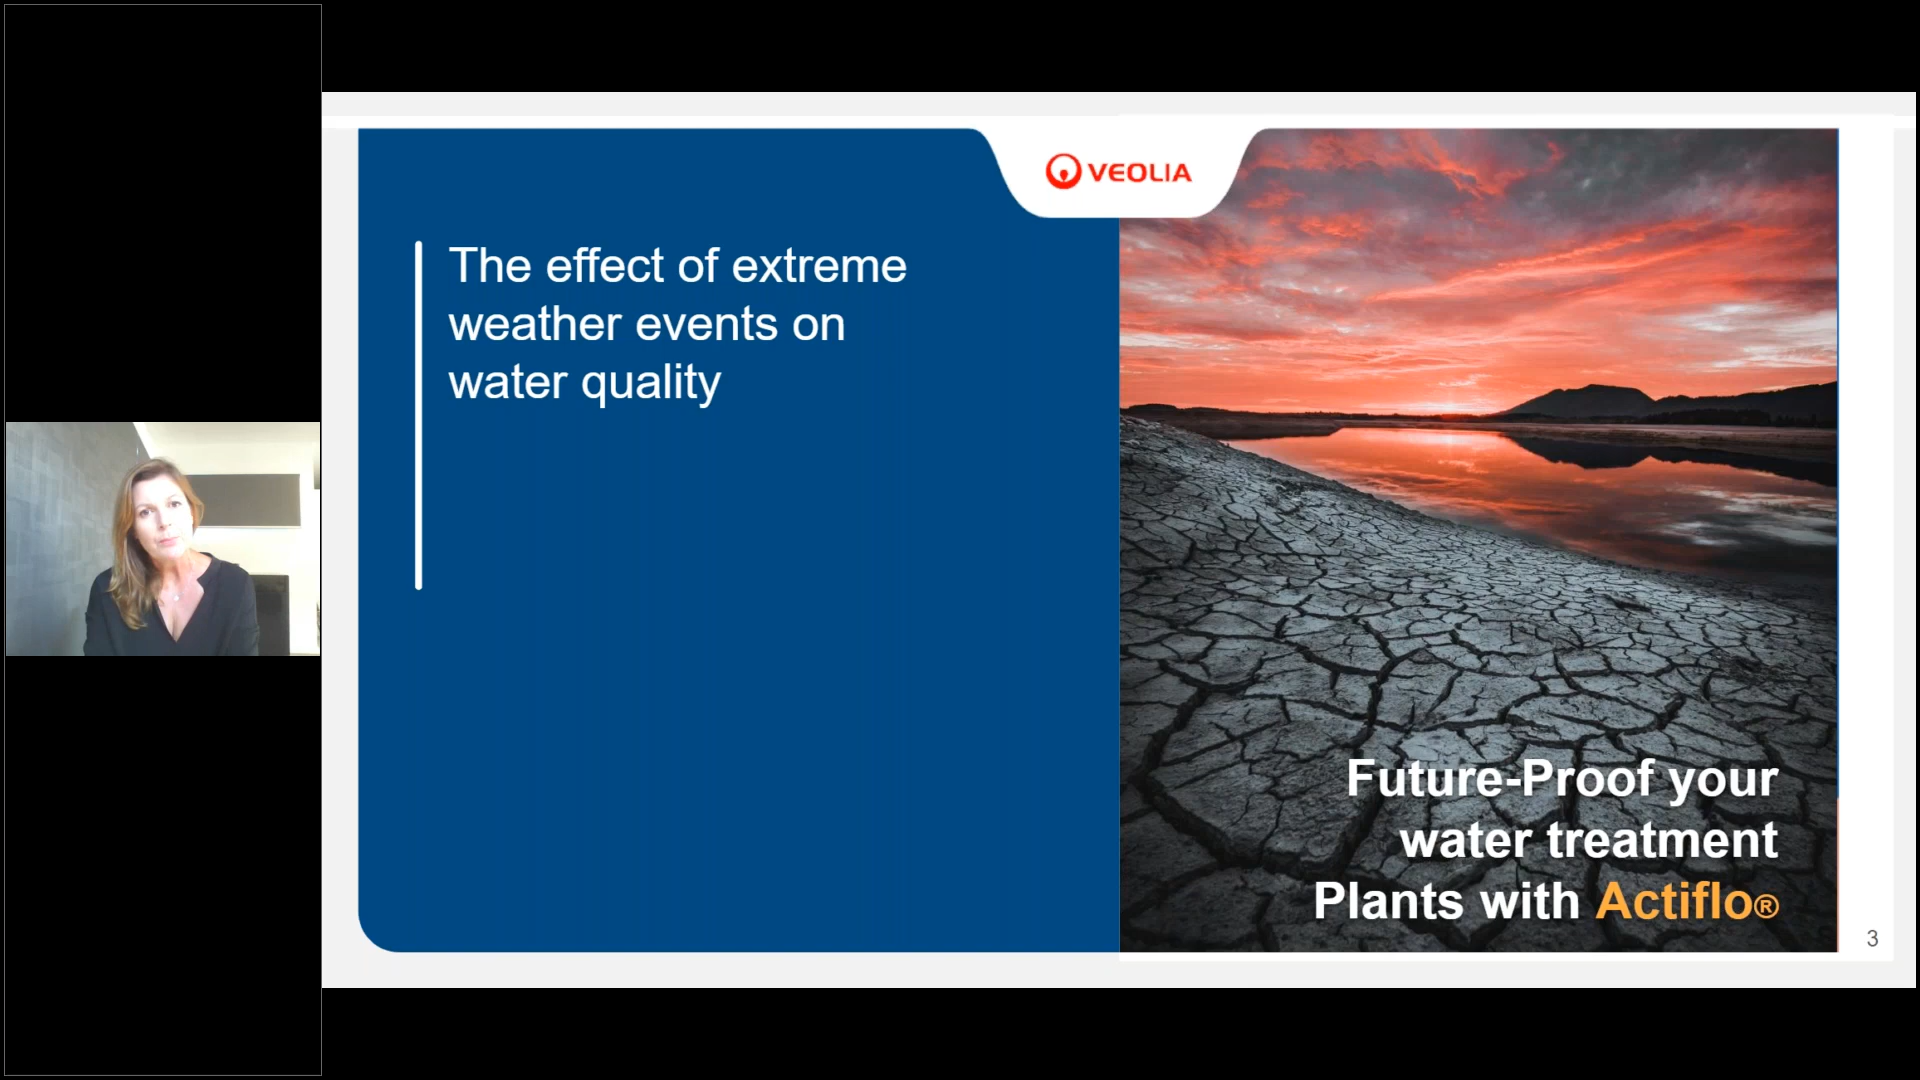 VEOLIA
The effect of extreme
weather events on
water quality
Future-Proof your
water treatment
Plants with Actiflo®
3